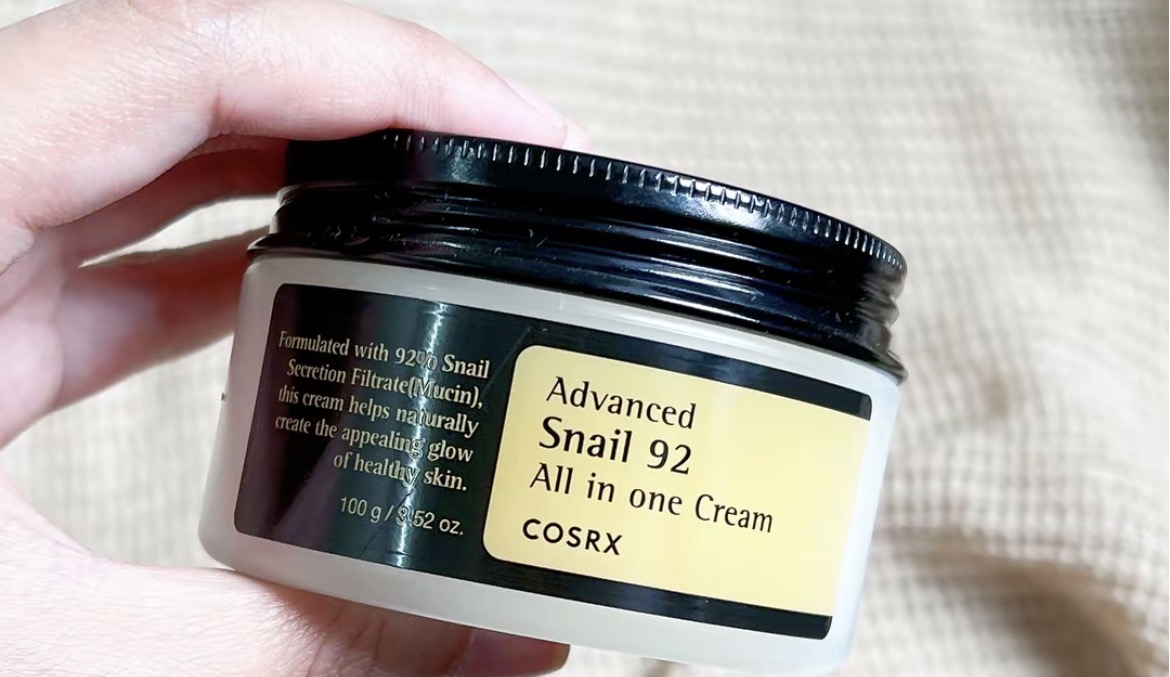 Formulated with 92% Snail
Secretion Filtrate(Mucin),
this cream helps naturally
create the appealing glow
of healthy skin.
100 g / 3.52 oz.
Advanced
Snail 92
All in one Cream
COSRX